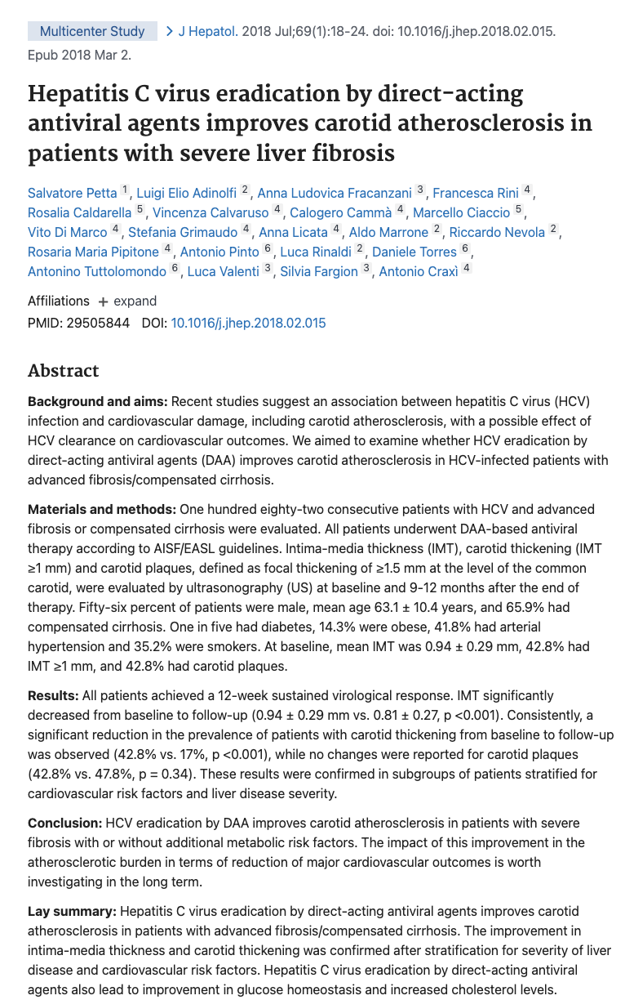 Multicenter Study > J Hepatol. 2018 Jul;69(1):18-24. doi: 10.1016/j.jhep.2018.02.015.
Epub 2018 Mar 2.
Hepatitis C virus eradication by direct-acting
antiviral agents improves carotid atherosclerosis in
patients with severe liver fibrosis
Salvatore Petta 1, Luigi Elio Adinolfi 2, Anna Ludovica Fracanzani 3, Francesca Rini 4,
Rosalia Caldarella 5, Vincenza Calvaruso 4, Calogero Cammà 4, Marcello Ciaccio 5,
Vito Di Marco 4, Stefania Grimaudo 4, Anna Licata 4, Aldo Marrone 2, Riccardo Nevola 2,
Rosaria Maria Pipitone 4, Antonio Pinto 6, Luca Rinaldi 2, Daniele Torres 6,
Antonino Tuttolomondo 6, Luca Valenti 3, Silvia Fargion 3, Antonio Craxì 4
Affiliations + expand
PMID: 29505844 DOI: 10.1016/j.jhep.2018.02.015
Abstract
Background and aims: Recent studies suggest an association between hepatitis C virus (HCV)
infection and cardiovascular damage, including carotid atherosclerosis, with a possible effect of
HCV clearance on cardiovascular outcomes. We aimed to examine whether HCV eradication by
direct-acting antiviral agents (DAA) improves carotid atherosclerosis in HCV-infected patients with
advanced fibrosis/compensated cirrhosis.
Materials and methods: One hundred eighty-two consecutive patients with HCV and advanced
fibrosis or compensated cirrhosis were evaluated. All patients underwent DAA-based antiviral
therapy according to AISF/EASL guidelines. Intima-media thickness (IMT), carotid thickening (IMT
≥1 mm) and carotid plaques, defined as focal thickening of ≥1.5 mm at the level of the common
carotid, were evaluated by ultrasonography (US) at baseline and 9-12 months after the end of
therapy. Fifty-six percent of patients were male, mean age 63.1 ± 10.4 years, and 65.9% had
compensated cirrhosis. One in five had diabetes, 14.3% were obese, 41.8% had arterial
hypertension and 35.2% were smokers. At baseline, mean IMT was 0.94 ± 0.29 mm, 42.8% had
IMT ≥1 mm, and 42.8% had carotid plaques.
Results: All patients achieved a 12-week sustained virological response. IMT significantly
decreased from baseline to follow-up (0.94 ± 0.29 mm vs. 0.81 ± 0.27, p <0.001). Consistently, a
significant reduction in the prevalence of patients with carotid thickening from baseline to follow-up
was observed (42.8% vs. 17%, p <0.001), while no changes were reported for carotid plaques
(42.8% vs. 47.8%, p = 0.34). These results were confirmed in subgroups of patients stratified for
cardiovascular risk factors and liver disease severity.
Conclusion: HCV eradication by DAA improves carotid atherosclerosis in patients with severe
fibrosis with or without additional metabolic risk factors. The impact of this improvement in the
atherosclerotic burden in terms of reduction of major cardiovascular outcomes is worth
investigating in the long term.
Lay summary: Hepatitis C virus eradication by direct-acting antiviral agents improves carotid
atherosclerosis in patients with advanced fibrosis/compensated cirrhosis. The improvement in
intima-media thickness and carotid thickening was confirmed after stratification for severity of liver
disease and cardiovascular risk factors. Hepatitis C virus eradication by direct-acting antiviral
agents also lead to improvement in glucose homeostasis and increased cholesterol levels.